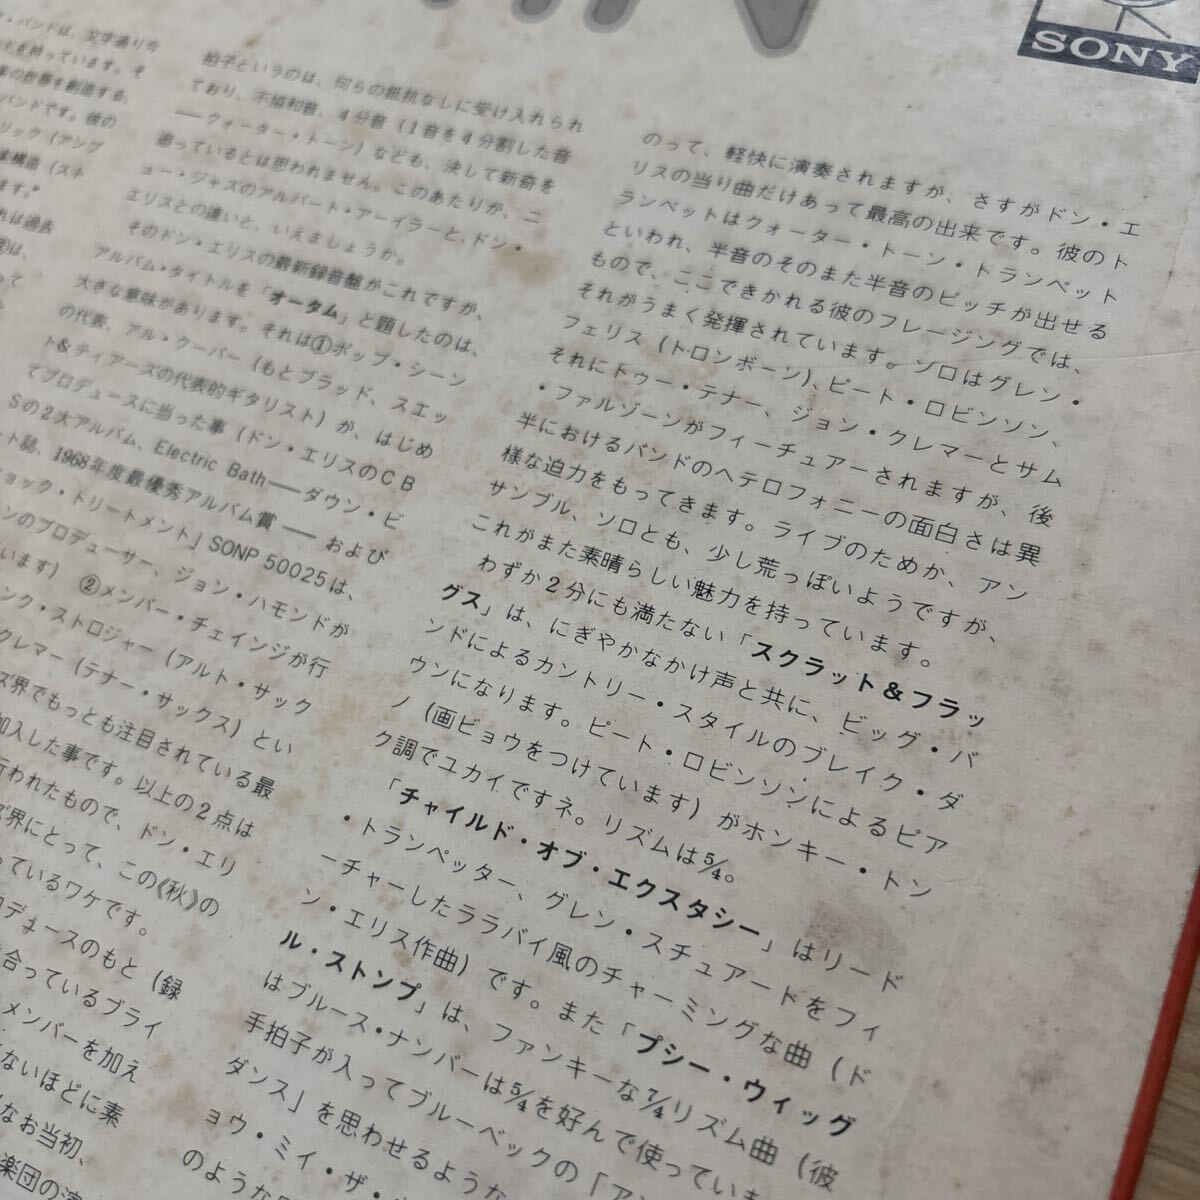 SONY
・バンドは、文字通り今
を持っています。そ
の世界を創造する、
バンドです。彼の
リック（アンプ
構造（スト
ます。"
れは過去
は、
って
拍子というのは、何らの抵抗なしに受け入れられ
ており、不協和音、4分音（1音を4分割した音
──クォーター・トーン）なども、決して新奇を
追っているとは思われません。このあたりが、ニ
ュー・ジャズのアルバート・アーイラーと、ドン・
エリスとの違いと、いえましょうか。
そのドン・エリスの最新録音盤がこれですが、
アルバム・タイトルを「オータム」と題したのは、
大きな意味があります。それは①ポップ・シーン
の代表、アル・クーパー（もとブラッド、スエッ
ト&ティアーズの代表的ギタリスト）が、はじめ
てプロデュースに当った事（ドン・エリスのCB
Sの2大アルバム、Electric Bath──ダウン・ビ
ート誌、1968年度最優秀アルバム賞──および
ョック・トリートメント」SONP 50025は、
ンのプロデューサー、ジョン・ハモンドが
います）②メンバー・チェインジが行
ンク・ストロジャー（アルト・サック
クレマー（テナー・サックス）とい
ズ界でもっとも注目されている最
加入した事です。以上の2点は
行われたもので、ドン・エリ
ズ界にとって、この《秋》の
っているワケです。
ロデュースのもと（録
合っているブライ
メンバーを加え
ないほどに素
なお当初、
楽団の演
のって、軽快に演奏されますが、さすがドン・エ
リスの当り曲だけあって最高の出来です。彼のト
ランペットはクォーター・トーン・トランペット
といわれ、半音のそのまた半音のピッチが出せる
もので、ここできかれる彼のフレージングでは、
それがうまく発揮されています。ソロはグレン・
フェリス（トロンボーン）、ピート・ロビンソン、
それにトゥー・テナー、ジョン・クレマーとサム
・ファルゾーンがフィーチュアーされますが、後
半におけるバンドのヘテロフォニーの面白さは異
様な迫力をもってきます。ライブのためか、アン
サンブル、ソロとも、少し荒っぽいようですが、
これがまた素晴らしい魅力を持っています。
わずか2分にも満たない「スクラット&フラッ
グス」は、にぎやかなかけ声と共に、ビッグ・バ
ンドによるカントリー・スタイルのブレイク・ダ
ウンになります。ピート・ロビンソンによるピア
ノ（画ビョウをつけています）がホンキー・トン
ク調でユカイですネ。リズムは5/4。
「チャイルド・オブ・エクスタシー」はリード
・トランペッター、グレン・スチュアードをフィ
ーチャーしたララバイ風のチャーミングな曲（ド
ン・エリス作曲）です。また「プシー・ウィッグ
ル・ストンプ」は、ファンキーな7/4リズム曲（彼
はブルース・ナンバーは5/4を好んで使っていま
手拍子が入ってブルーベックの「アン
ダンス」を思わせるような
ョウ・ミイ・ザ・
のような